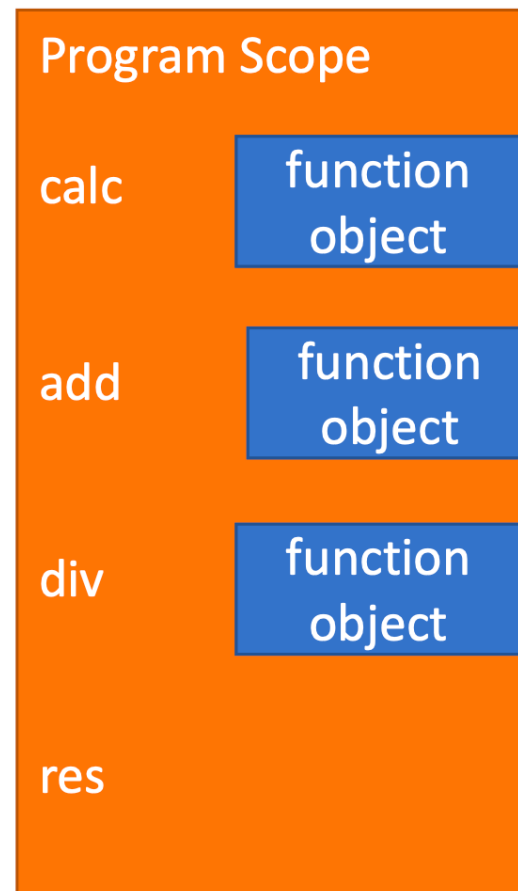 Program Scope
calc
function
object
add
function
object
div
function
object
res